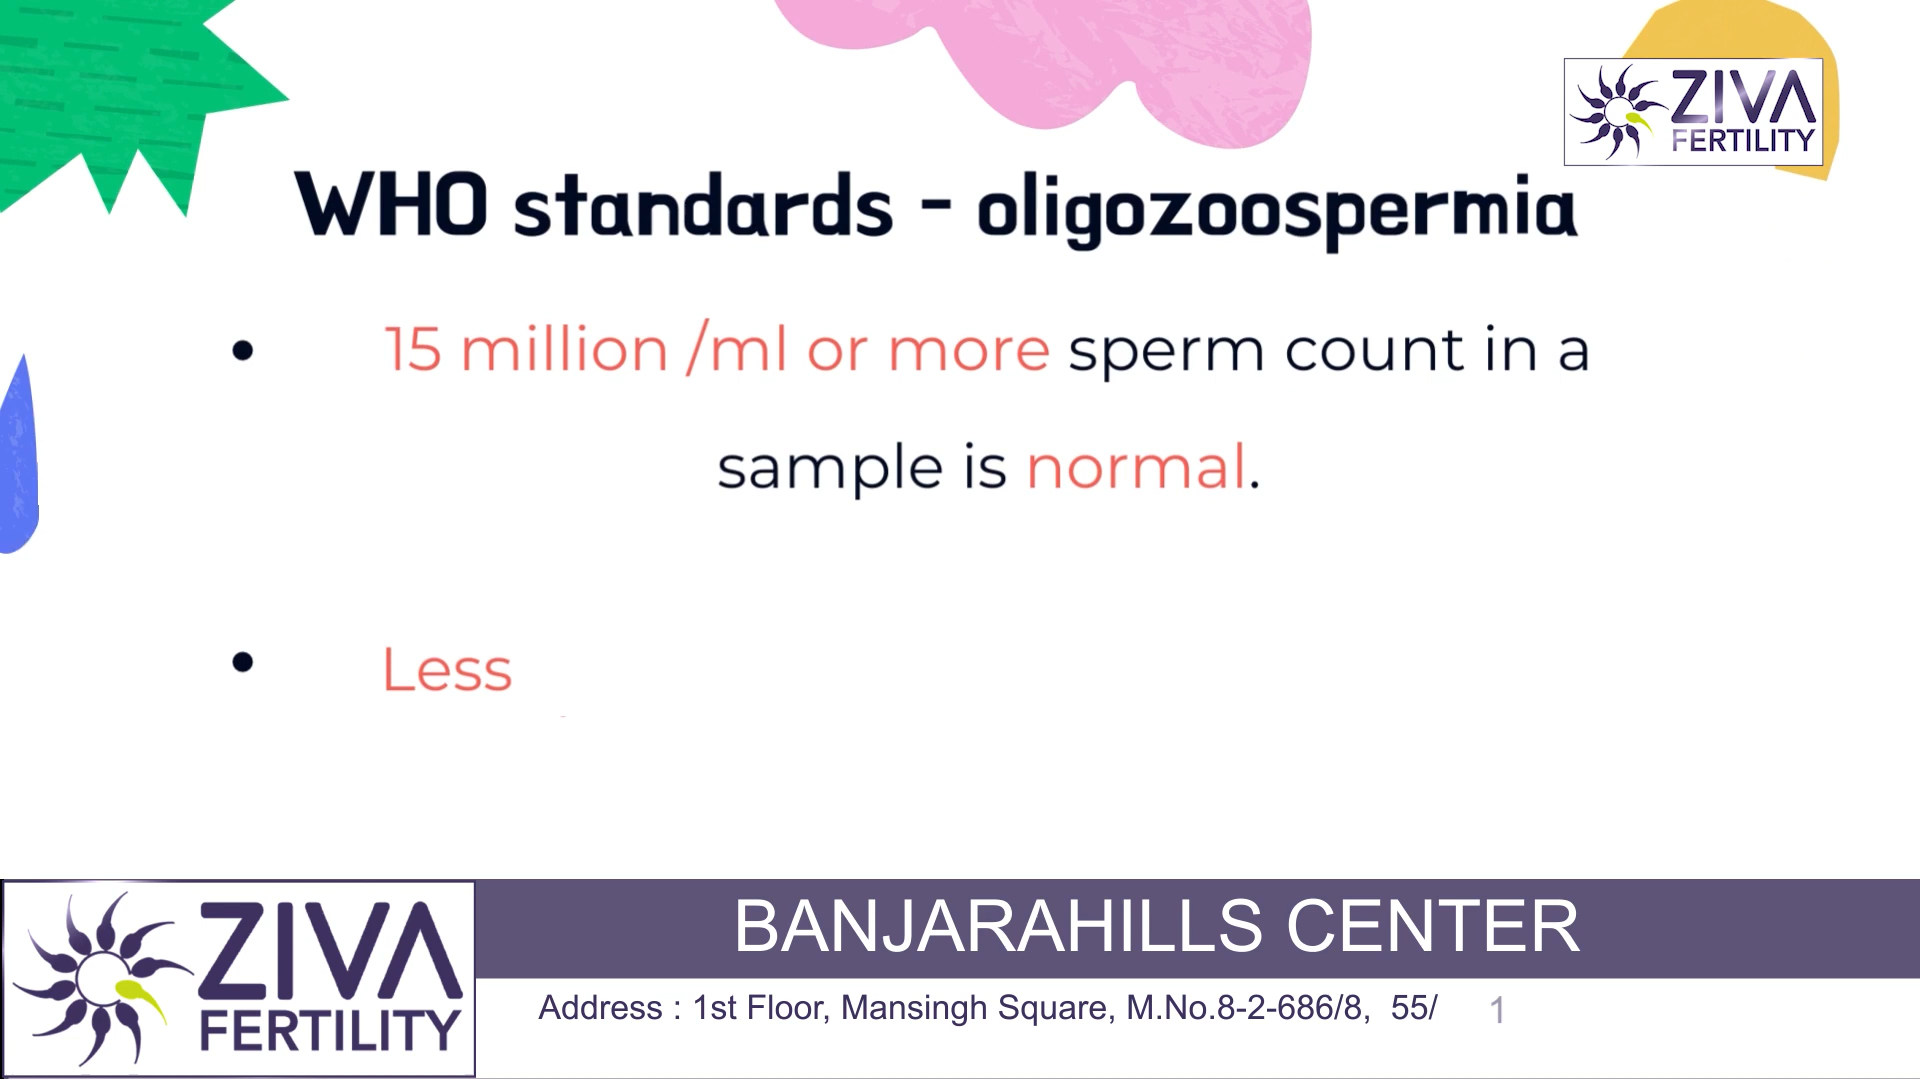 ZIVA
FERTILITY
WHO standards - oligozoospermia
• 15 million /ml or more sperm count in a
sample is normal.
• Less
ZIVA
FERTILITY
BANJARAHILLS CENTER
Address : 1st Floor, Mansingh Square, M.No.8-2-686/8, 55/ 1